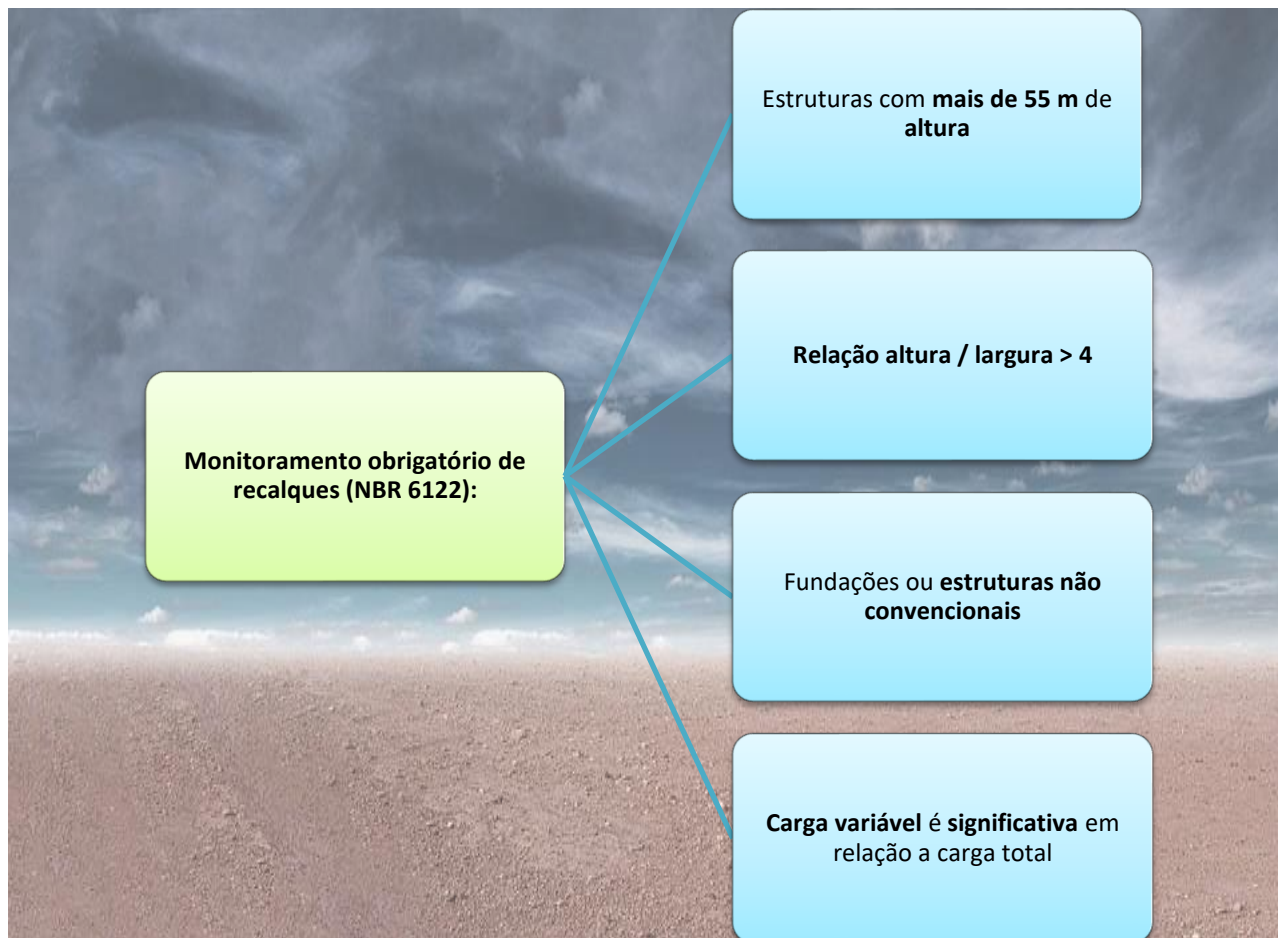 Estruturas com mais de 55 m de
altura
Relação altura / largura > 4
Monitoramento obrigatório de
recalques (NBR 6122):
Fundações ou estruturas não
convencionais
Carga variável é significativa em
relação a carga total